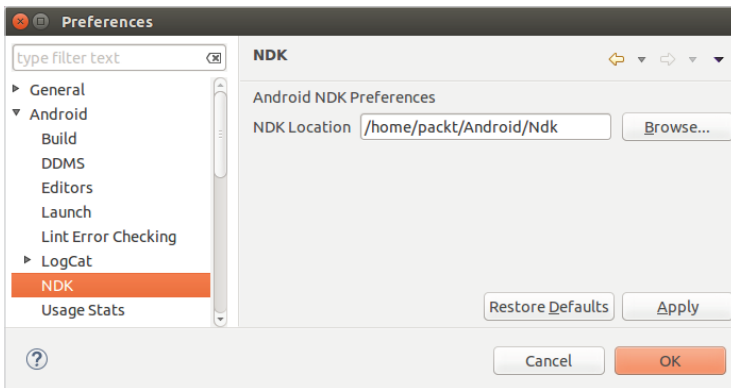 Preferences
type filter text
NDK
General
Android
Build
DDMS
Editors
Launch
Lint Error Checking
LogCat
NDK
Usage Stats
Android NDK Preferences
NDK Location /home/packt/Android/Ndk Browse...
Restore Defaults Apply
? Cancel OK